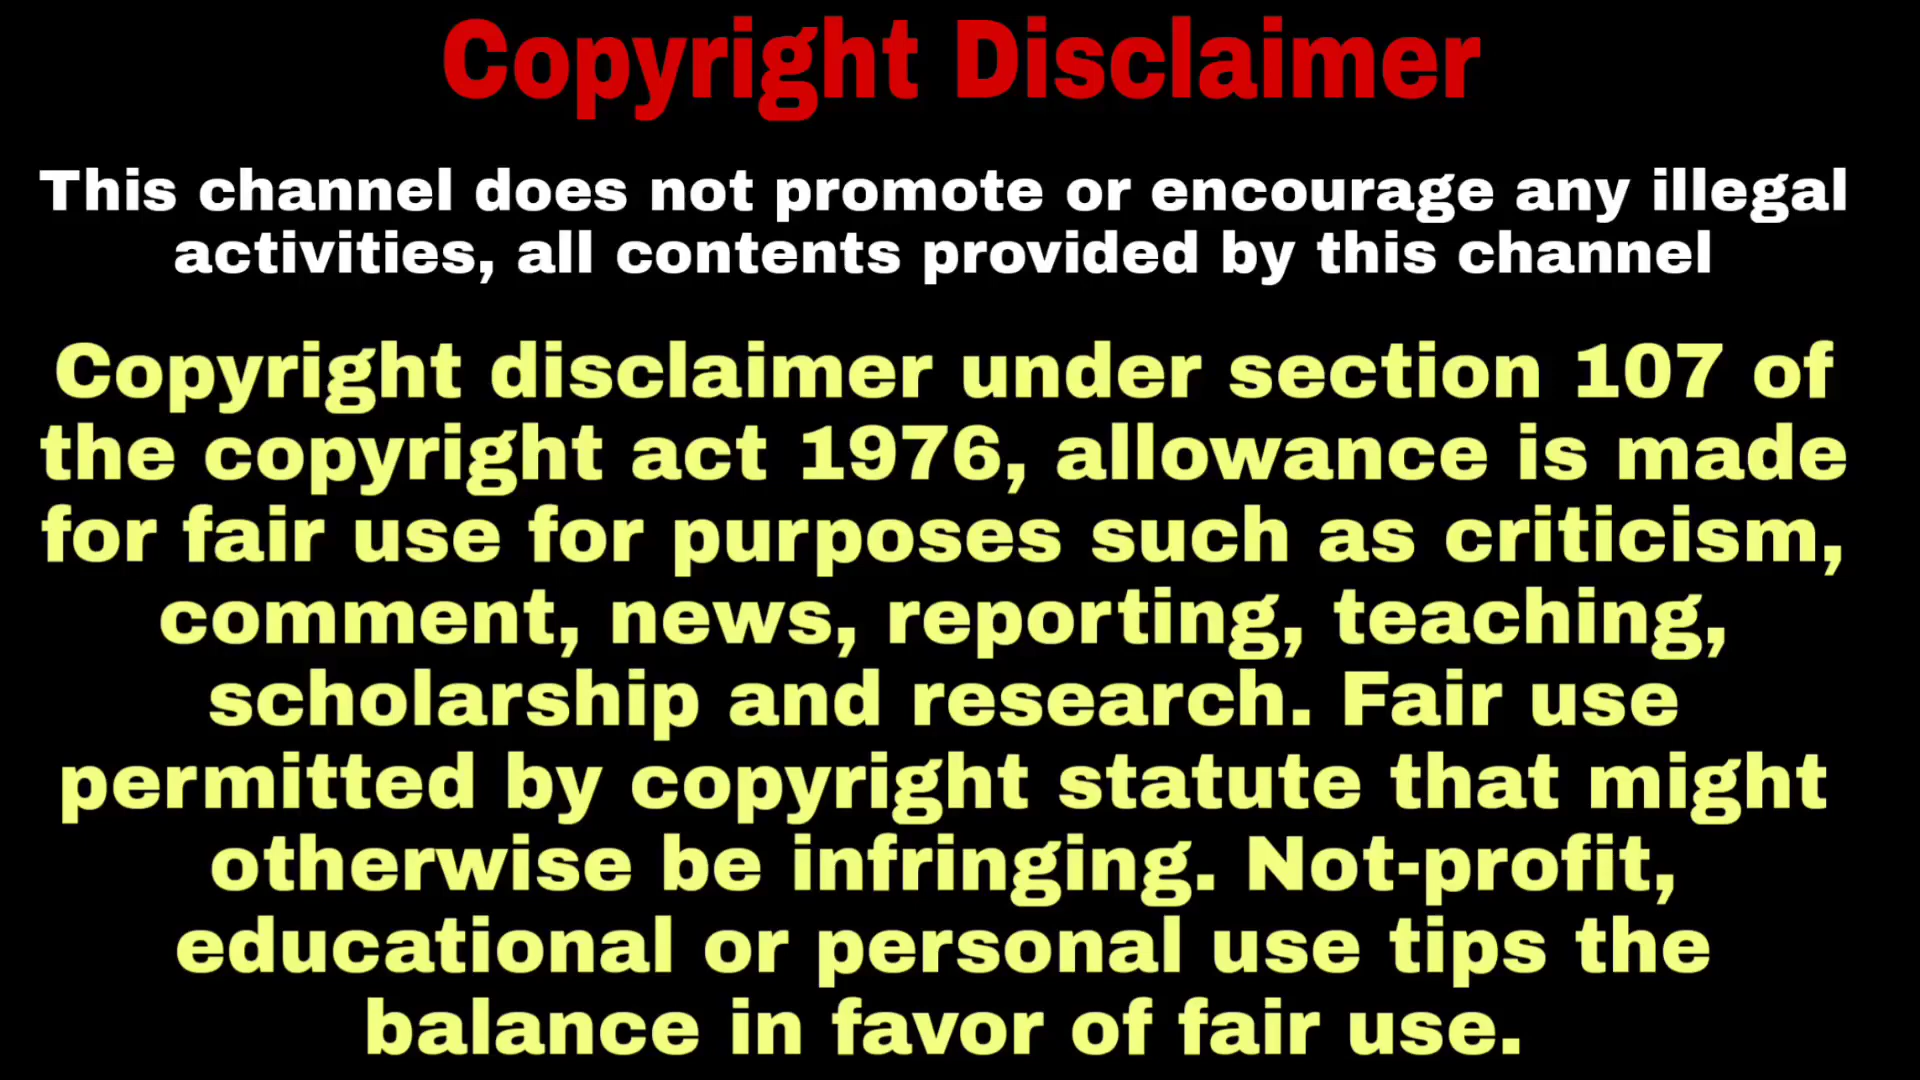 Copyright Disclaimer
This channel does not promote or encourage any illegal
activities, all contents provided by this channel
Copyright disclaimer under section 107 of
the copyright act 1976, allowance is made
for fair use for purposes such as criticism,
comment, news, reporting, teaching,
scholarship and research. Fair use
permitted by copyright statute that might
otherwise be infringing. Not-profit,
educational or personal use tips the
balance in favor of fair use.